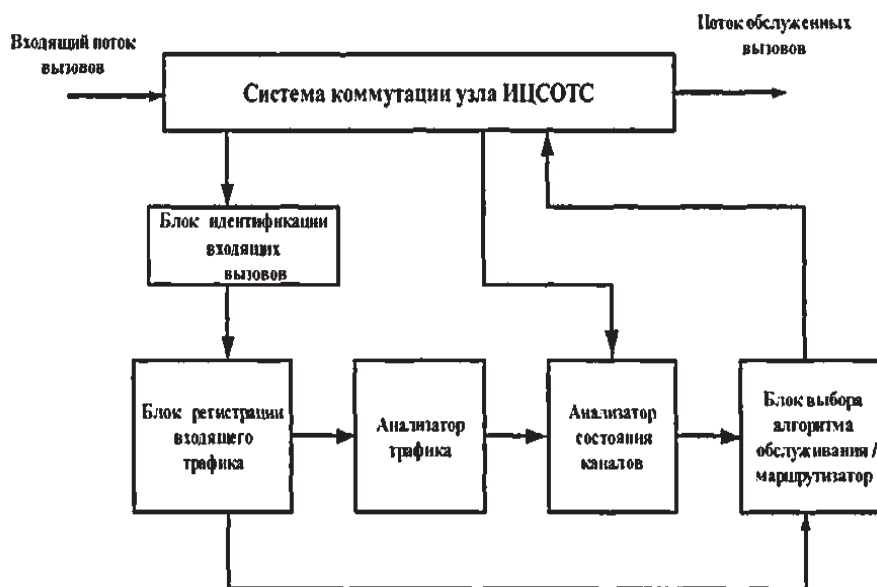 Входящий поток
вызовов
Поток обслуженных
вызовов
Система коммутации узла ИЦСОТС
Блок идентификации
входящих
вызовов
Блок регистрации
входящего
трафика
Анализатор
трафика
Анализатор
состояния
каналов
Блок выбора
алгоритма
обслуживания /
маршрутизатор